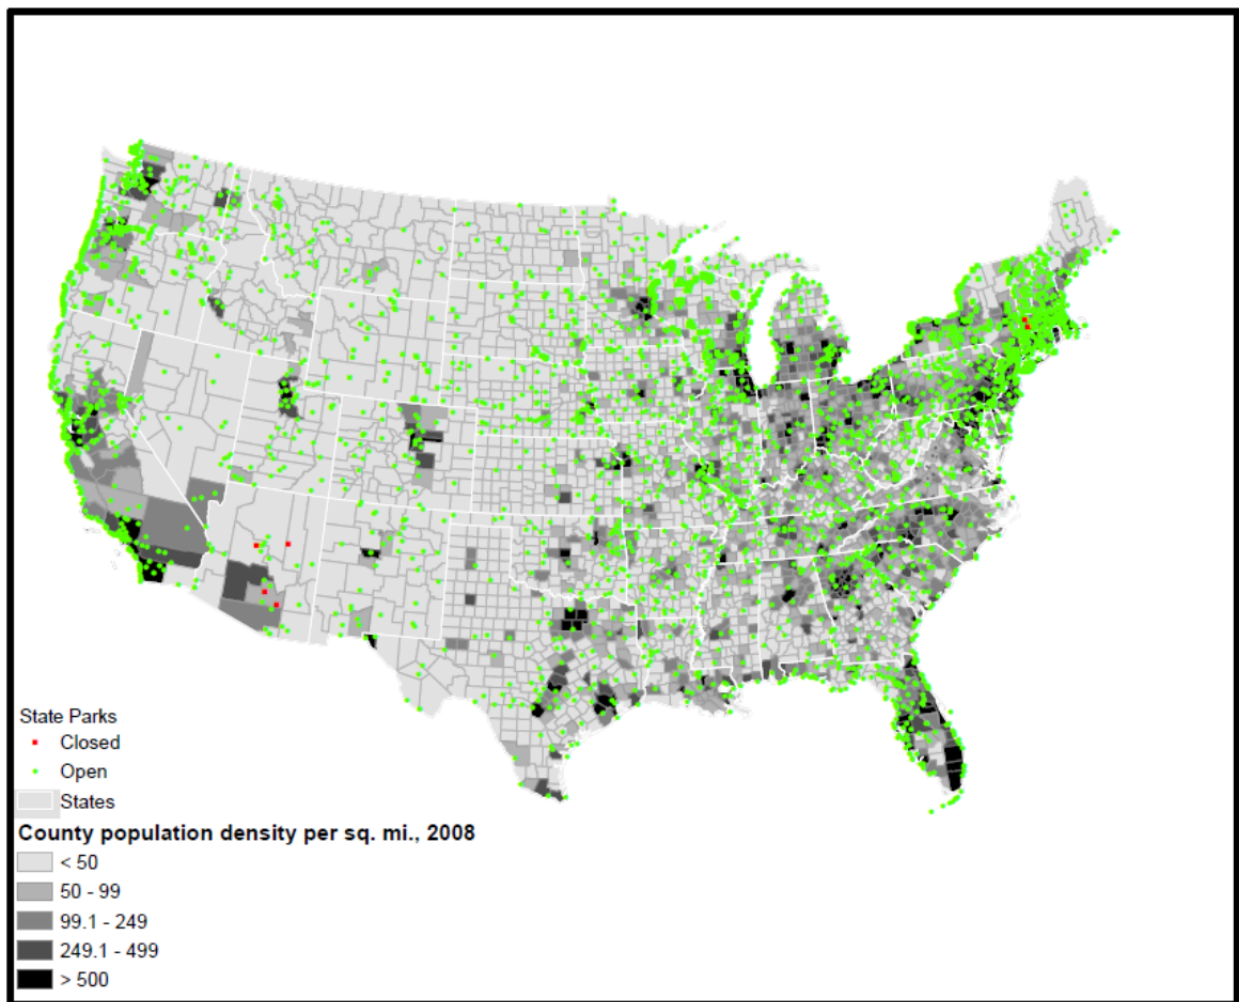 State Parks
Closed
Open
States
County population density per sq. mi., 2008
< 50
50 - 99
99.1 - 249
249.1 - 499
> 500